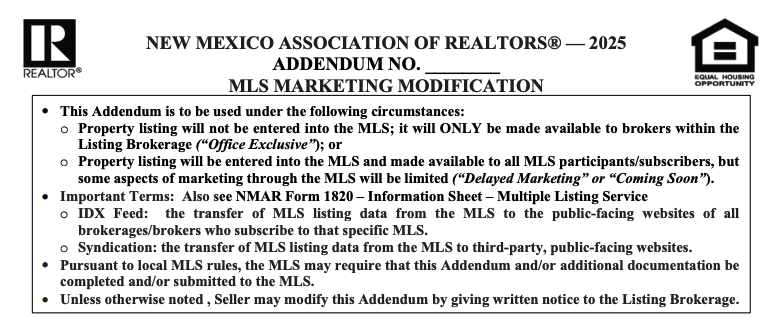 NEW MEXICO ASSOCIATION OF REALTORS® — 2025
ADDENDUM NO. ________
MLS MARKETING MODIFICATION
REALTOR®
EQUAL HOUSING
OPPORTUNITY
• This Addendum is to be used under the following circumstances:
o Property listing will not be entered into the MLS; it will ONLY be made available to brokers within the
Listing Brokerage (“Office Exclusive”); or
o Property listing will be entered into the MLS and made available to all MLS participants/subscribers, but
some aspects of marketing through the MLS will be limited (“Delayed Marketing” or “Coming Soon”).
• Important Terms: Also see NMAR Form 1820 – Information Sheet – Multiple Listing Service
o IDX Feed: the transfer of MLS listing data from the MLS to the public-facing websites of all
brokerages/brokers who subscribe to that specific MLS.
o Syndication: the transfer of MLS listing data from the MLS to third-party, public-facing websites.
• Pursuant to local MLS rules, the MLS may require that this Addendum and/or additional documentation be
completed and/or submitted to the MLS.
• Unless otherwise noted , Seller may modify this Addendum by giving written notice to the Listing Brokerage.